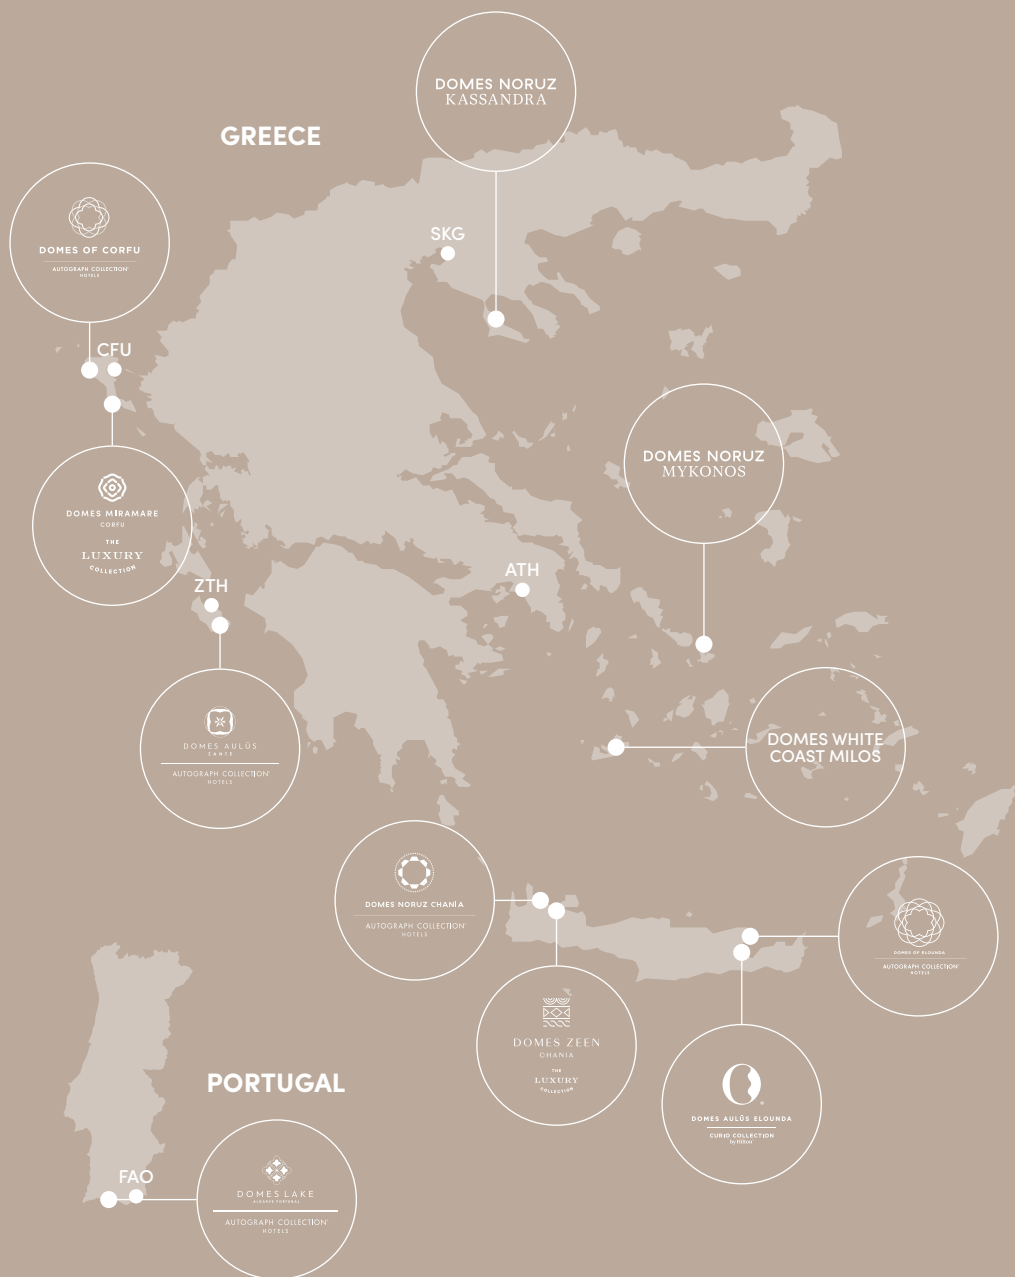 DOMES NORUZ
KASSANDRA
GREECE
DOMES OF CORFU
AUTOGRAPH COLLECTION®
HOTELS
SKG
CFU
DOMES NORUZ
MYKONOS
DOMES MIRAMARE
CORFU
THE
LUXURY
COLLECTION
ZTH
ATH
DOMES AULŪS
ZANTE
AUTOGRAPH COLLECTION®
HOTELS
DOMES WHITE
COAST MILOS
DOMES NORUZ CHANIA
AUTOGRAPH COLLECTION®
HOTELS
DOMES OF ELOUNDA
AUTOGRAPH COLLECTION®
HOTELS
DOMES ZEEN
CHANIA
THE
LUXURY
COLLECTION
DOMES AULŪS ELOUNDA
CURIO COLLECTION
by Hilton™
PORTUGAL
FAO
DOMES LAKE
ALGARVE PORTUGAL
AUTOGRAPH COLLECTION®
HOTELS